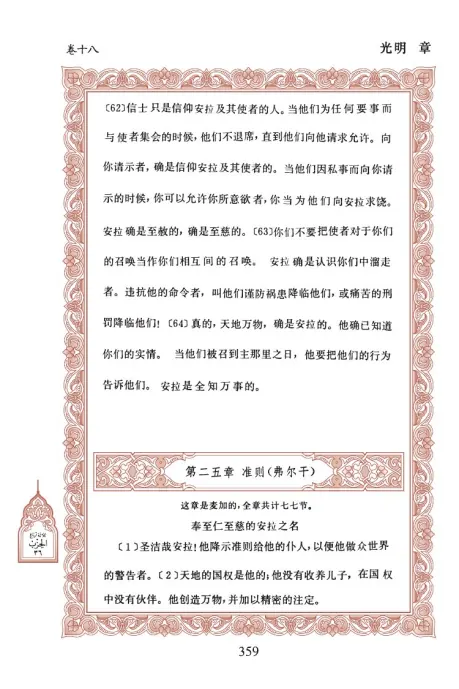 卷十八
光明 章
〔62〕信士只是信仰安拉及其使者的人。当他们为任何要事而
与使者集会的时候，他们不退席，直到他们向他请求允许。向
你请示者，确是信仰安拉及其使者的。当他们因私事而向你请
示的时候，你可以允许你所意欲者，你当为他们向安拉求饶。
安拉确是至赦的，确是至慈的。〔63〕你们不要把使者对于你们
的召唤当作你们相互间的召唤。安拉确是认识你们中溜走
者。违抗他的命令者，叫他们谨防祸患降临他们，或痛苦的刑
罚降临他们！〔64〕真的，天地万物，确是安拉的。他确已知道
你们的实情。当他们被召到主那里之日，他要把他们的行为
告诉他们。安拉是全知万事的。
第二五章 准则（弗尔干）
这章是麦加的，全章共计七七节。
奉至仁至慈的安拉之名
〔1〕圣洁哉安拉！他降示准则给他的仆人，以便他做众世界
的警告者。〔2〕天地的国权是他的；他没有收养儿子，在国权
中没有伙伴。他创造万物，并加以精密的注定。
الحزب
٣٦
359